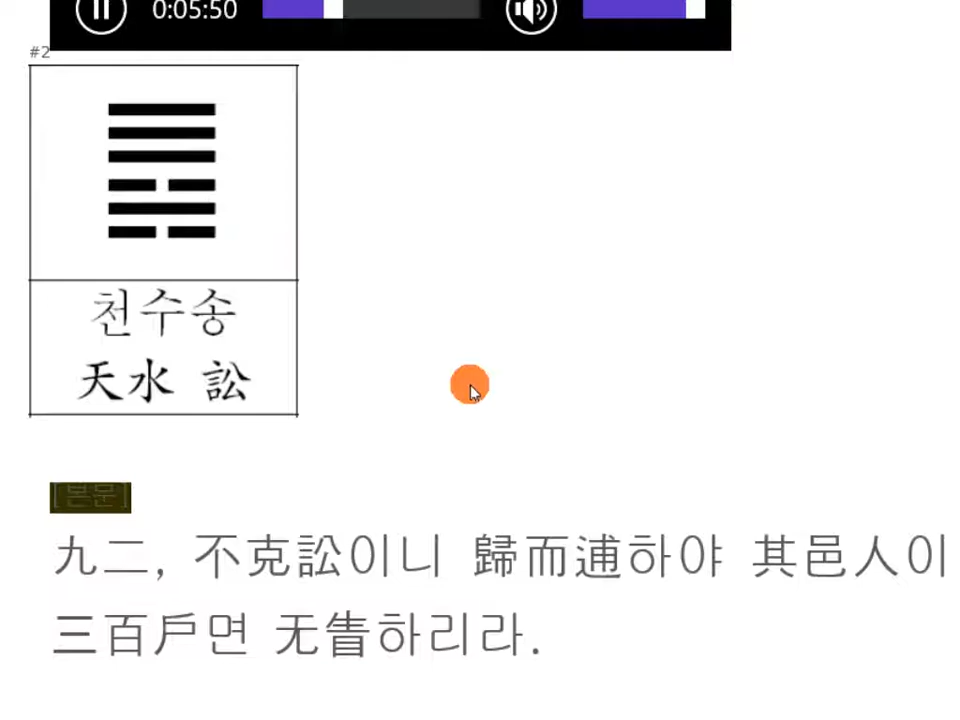 0:05:50
#2
천수송
天水 訟
[본문]
九二, 不克訟이니 歸而逋하야 其邑人이
三百戶면 无眚하리라.